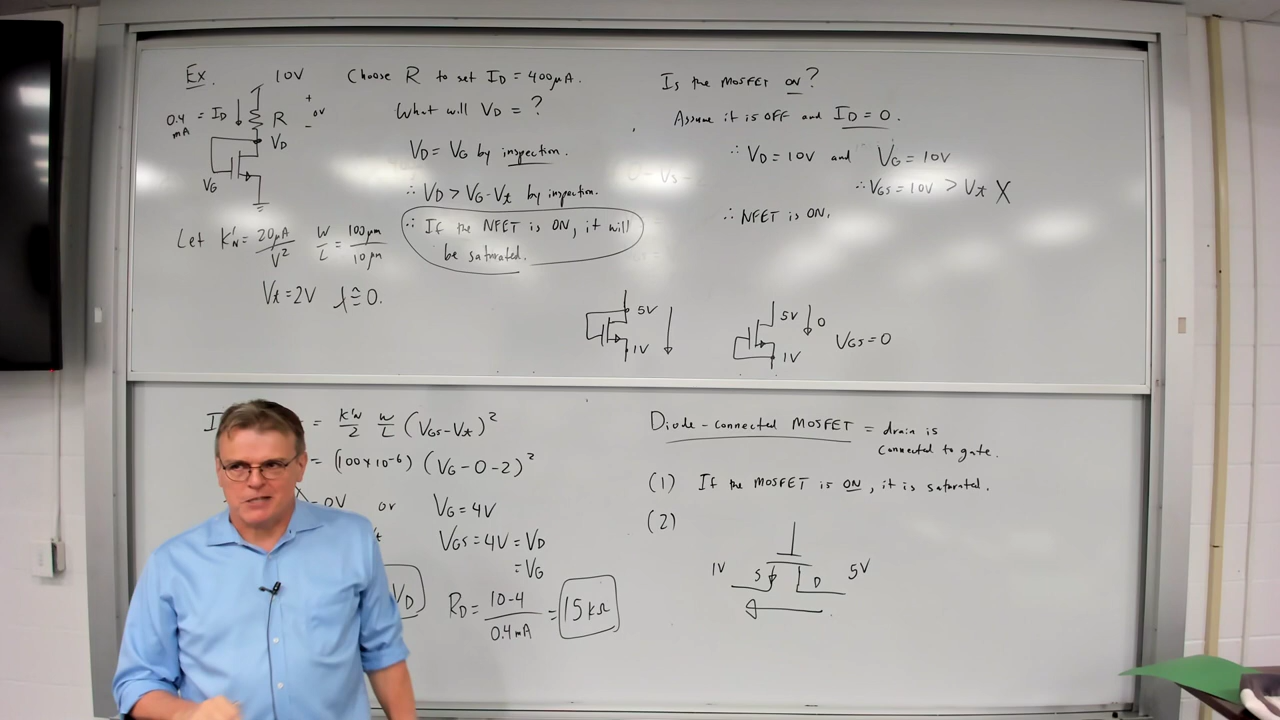 Ex.
10V
0.4 mA = ID
R
+ 0V -
VD
VG
Let K'N = 20μA/V² W/L = 100μm/10μm
Vt = 2V λ ≅ 0.
Choose R to set ID = 400μA.
What will VD = ?
VD = VG by inspection.
∴ VD > VG - Vt by inspection.
∴ If the NFET is ON, it will
be saturated.
Is the MOSFET ON?
Assume it is OFF and ID = 0.
∴ VD = 10V and VG = 10V
∴ VGS = 10V > Vt X
∴ NFET is ON.
5V
1V
5V
0
1V
VGS = 0
I = K'N/2 W/L (VGS - Vt)²
= (100×10-6) (VG - 0 - 2)²
= 0V or VG = 4V
VGS = 4V = VD
= VG
VD
RD = 10-4/0.4mA = 15kΩ
Diode-connected MOSFET = drain is
connected to gate.
(1) If the MOSFET is ON, it is saturated.
(2)
1V S D 5V